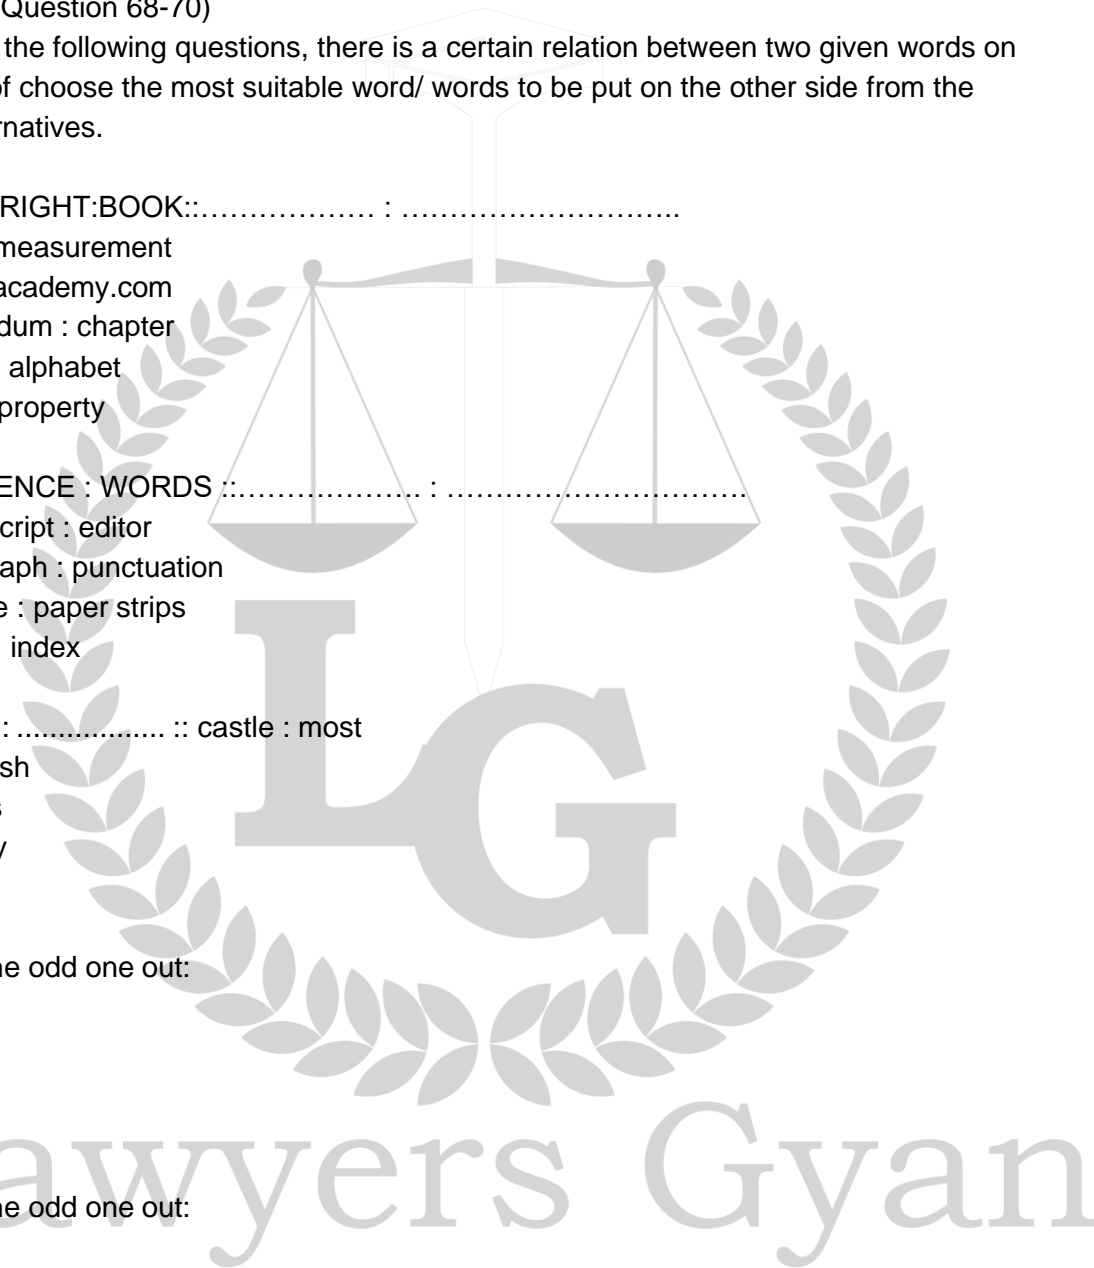 Question 68-70)
the following questions, there is a certain relation between two given words on
of choose the most suitable word/ words to be put on the other side from the
rnatives.
RIGHT:BOOK::……………… : ………………………..
measurement
academy.com
dum : chapter
alphabet
property
ENCE : WORDS ::……………….. : ………………………….
cript : editor
aph : punctuation
e : paper strips
index
: .................. :: castle : most
sh
s
y
ne odd one out:
ne odd one out:
awyers Gyan
LG